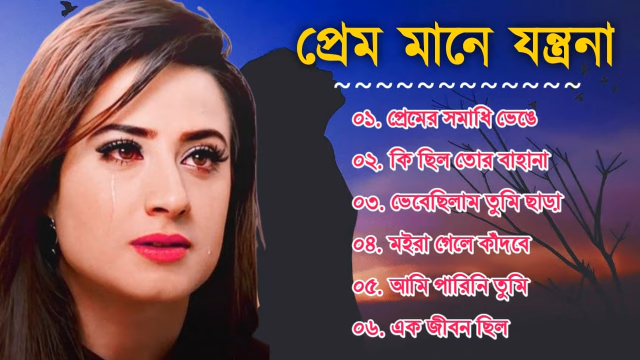 প্রেম মানে যন্ত্রনা
~~~~~~~~~~~~
০১. প্রেমের সমাধি ভেঙে
০২. কি ছিল তোর বাহানা
০৩. ভেবেছিলাম তুমি ছাড়া
০৪. মইরা গেলে কাঁদবে
০৫. আমি পারিনি তুমি
০৬. এক জীবন ছিল